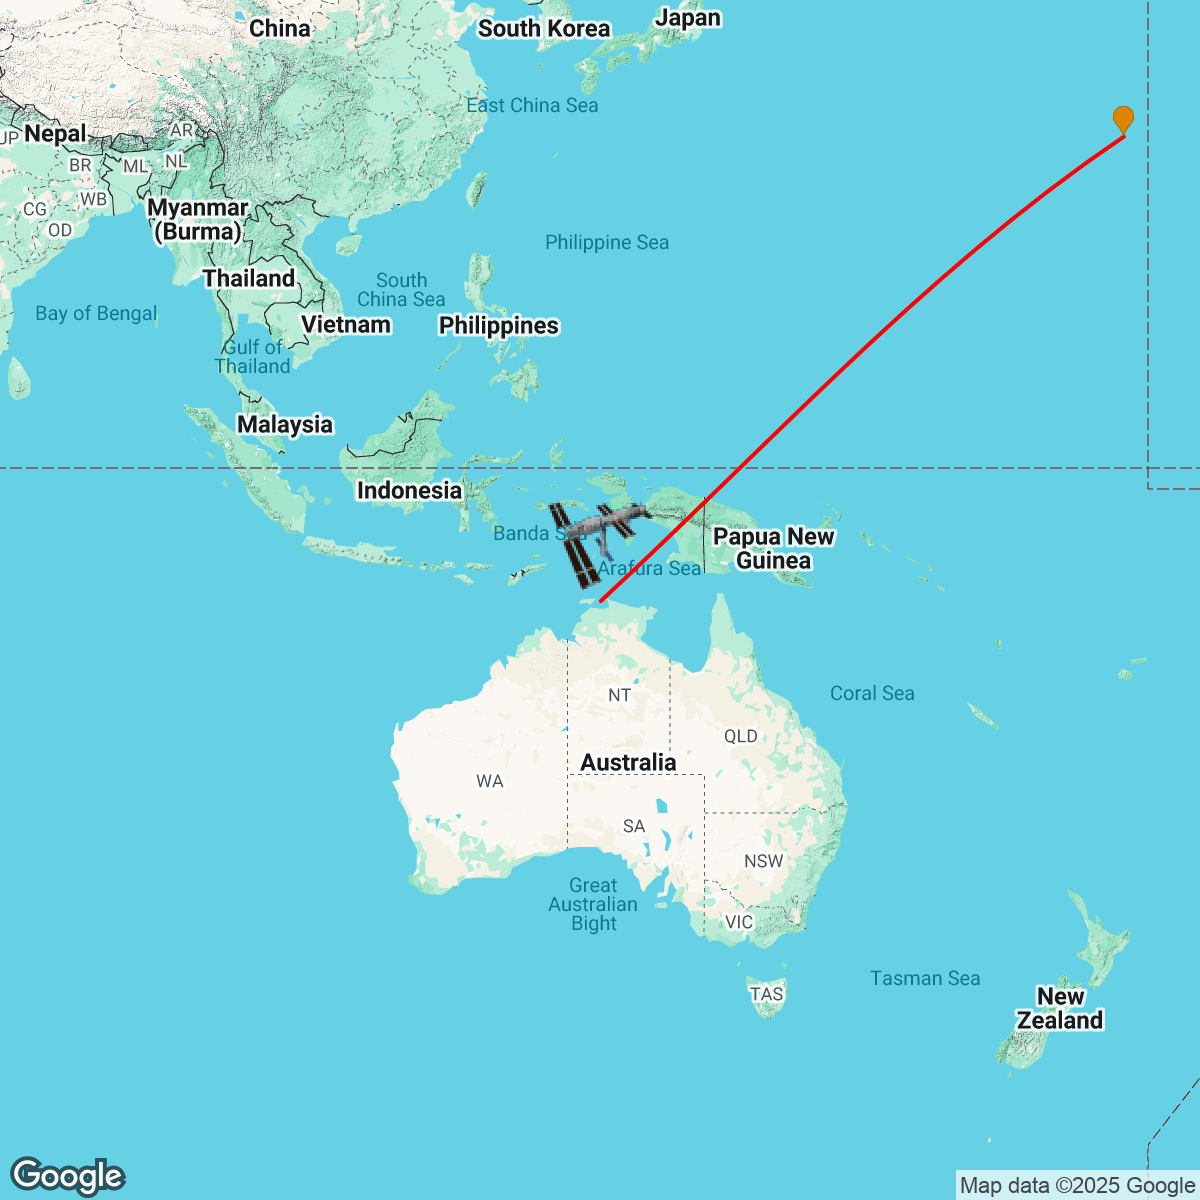 China
South Korea
Japan
East China Sea
Nepal
UP
AR
BR
ML
NL
WB
CG
OD
Myanmar
(Burma)
Philippine Sea
Thailand
South
China Sea
Bay of Bengal
Vietnam
Philippines
Gulf of
Thailand
Malaysia
Indonesia
Banda Sea
Papua New
Guinea
Arafura Sea
NT
Coral Sea
QLD
Australia
WA
SA
NSW
Great
Australian
Bight
VIC
Tasman Sea
TAS
New
Zealand
Google
Map data ©2025 Google